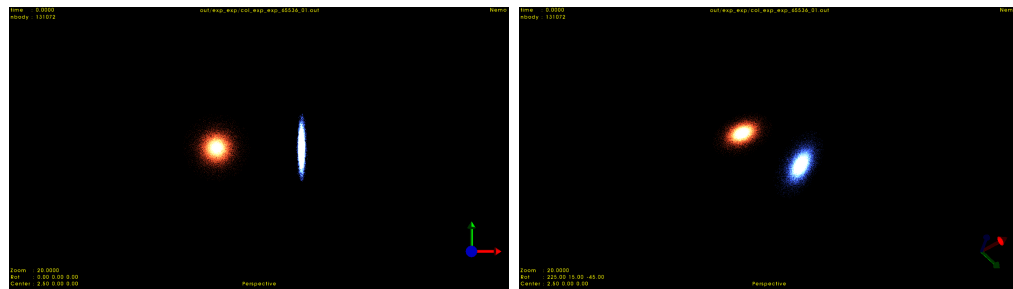 time : 0.0000
nbody : 131072
out/exp_exp/col_exp_exp_65536_01.out
Nemo
Zoom : 20.0000
Rot : 0.00 0.00 0.00
Center : 2.50 0.00 0.00
Perspective
time : 0.0000
nbody : 131072
out/exp_exp/col_exp_exp_65536_01.out
Nem
Zoom : 20.0000
Rot : 225.00 15.00 -45.00
Center : 2.50 0.00 0.00
Perspective